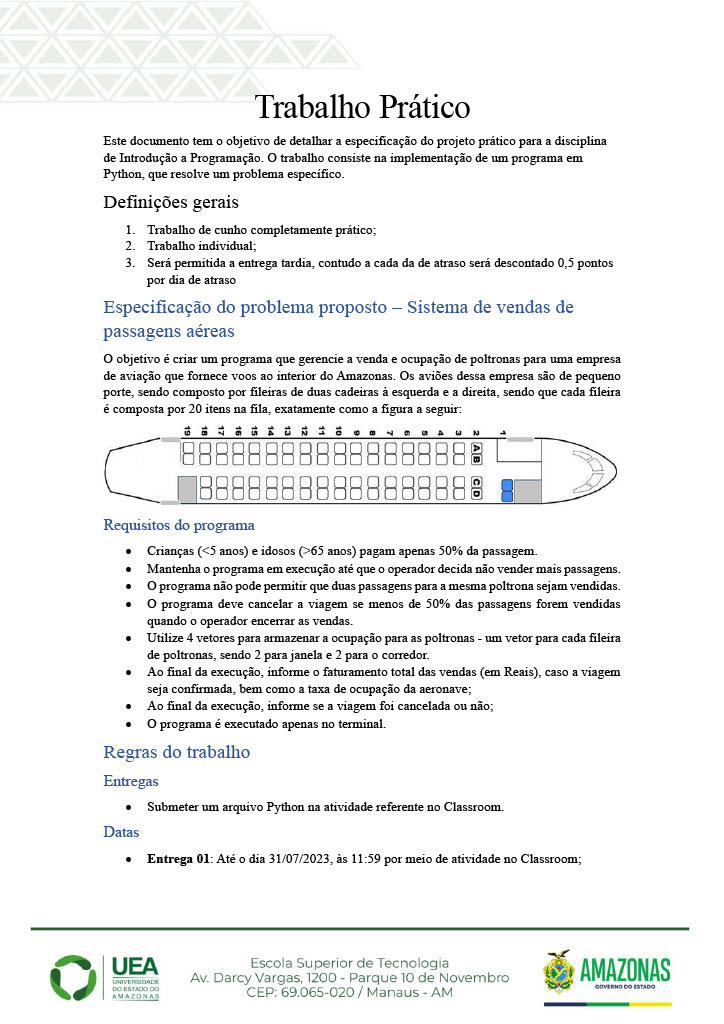 Trabalho Prático
Este documento tem o objetivo de detalhar a especificação do projeto prático para a disciplina
de Introdução a Programação. O trabalho consiste na implementação de um programa em
Python, que resolve um problema específico.
Definições gerais
1. Trabalho de cunho completamente prático;
2. Trabalho individual;
3. Será permitida a entrega tardia, contudo a cada da de atraso será descontado 0,5 pontos
por dia de atraso
Especificação do problema proposto – Sistema de vendas de
passagens aéreas
O objetivo é criar um programa que gerencie a venda e ocupação de poltronas para uma empresa
de aviação que fornece voos ao interior do Amazonas. Os aviões dessa empresa são de pequeno
porte, sendo composto por fileiras de duas cadeiras à esquerda e a direita, sendo que cada fileira
é composta por 20 itens na fila, exatamente como a figura a seguir:
19 18 17 16 15 14 13 12 11 10 9 8 7 6 5 4 3 2 1
A
B
C
D
Requisitos do programa
• Crianças (<5 anos) e idosos (>65 anos) pagam apenas 50% da passagem.
• Mantenha o programa em execução até que o operador decida não vender mais passagens.
• O programa não pode permitir que duas passagens para a mesma poltrona sejam vendidas.
• O programa deve cancelar a viagem se menos de 50% das passagens forem vendidas
quando o operador encerrar as vendas.
• Utilize 4 vetores para armazenar a ocupação para as poltronas - um vetor para cada fileira
de poltronas, sendo 2 para janela e 2 para o corredor.
• Ao final da execução, informe o faturamento total das vendas (em Reais), caso a viagem
seja confirmada, bem como a taxa de ocupação da aeronave;
• Ao final da execução, informe se a viagem foi cancelada ou não;
• O programa é executado apenas no terminal.
Regras do trabalho
Entregas
• Submeter um arquivo Python na atividade referente no Classroom.
Datas
• Entrega 01: Até o dia 31/07/2023, às 11:59 por meio de atividade no Classroom;
UEA
UNIVERSIDADE
DO ESTADO DO
AMAZONAS
Escola Superior de Tecnologia
Av. Darcy Vargas, 1200 - Parque 10 de Novembro
CEP: 69.065-020 / Manaus - AM
AMAZONAS
GOVERNO DO ESTADO